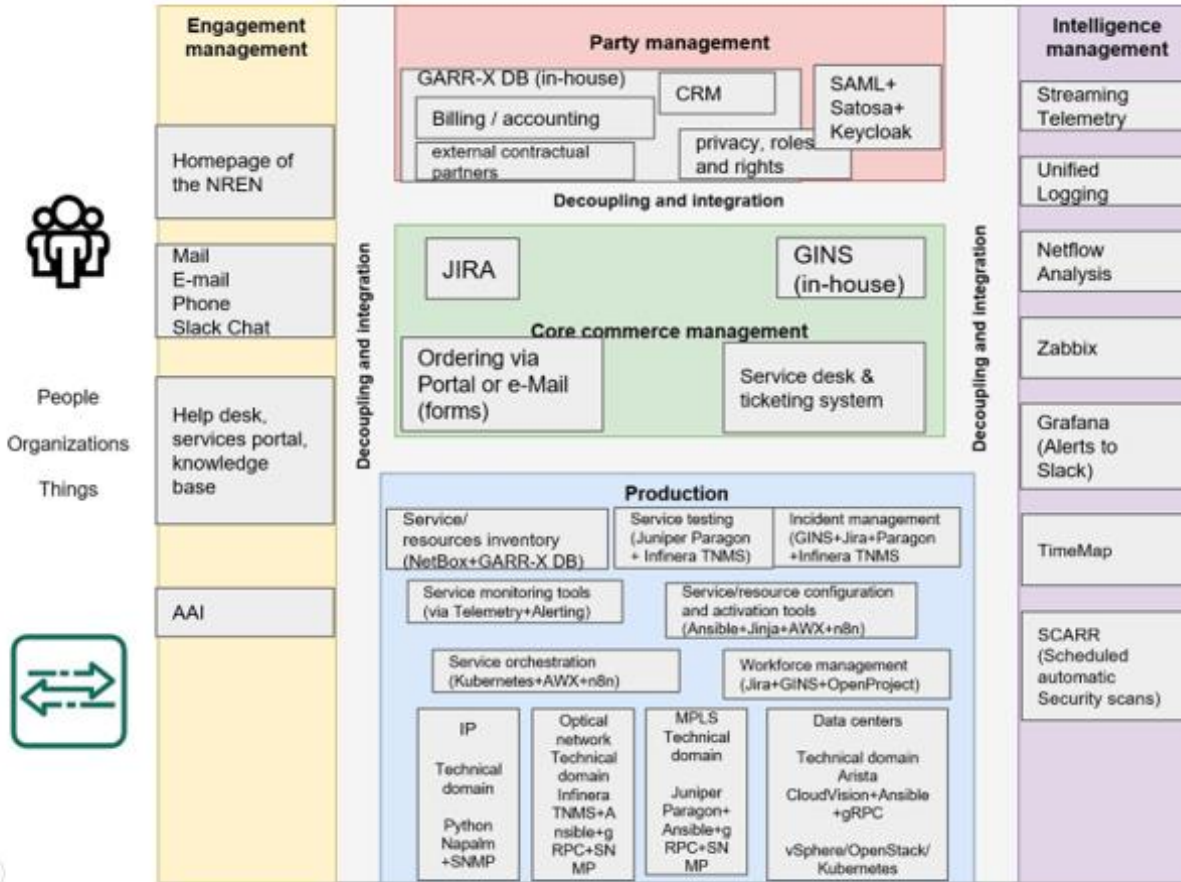 Engagement
management
Homepage of
the NREN
Mail
E-mail
Phone
Slack Chat
Help desk,
services portal,
knowledge
base
AAI
People
Organizations
Things
Party management
GARR-X DB (in-house)
CRM
Billing / accounting
external contractual
partners
privacy, roles
and rights
SAML+
Satosa+
Keycloak
Decoupling and integration
Decoupling and integration
Decoupling and integration
JIRA
GINS
(in-house)
Core commerce management
Ordering via
Portal or e-Mail
(forms)
Service desk &
ticketing system
Production
Service/
resources inventory
(NetBox+GARR-X DB)
Service testing
(Juniper Paragon
+ Infinera TNMS)
Incident management
(GINS+Jira+Paragon
+Infinera TNMS
Service monitoring tools
(via Telemetry+Alerting)
Service/resource configuration
and activation tools
(Ansible+Jinja+AWX+n8n)
Service orchestration
(Kubernetes+AWX+n8n)
Workforce management
(Jira+GINS+OpenProject)
IP
Technical
domain
Python
Napalm
+SNMP
Optical
network
Technical
domain
Infinera
TNMS+A
nsible+g
RPC+SN
MP
MPLS
Technical
domain
Juniper
Paragon+
Ansible+g
RPC+SN
MP
Data centers
Technical domain
Arista
CloudVision+Ansible
+gRPC
vSphere/OpenStack/
Kubernetes
Intelligence
management
Streaming
Telemetry
Unified
Logging
Netflow
Analysis
Zabbix
Grafana
(Alerts to
Slack)
TimeMap
SCARR
(Scheduled
automatic
Security scans)